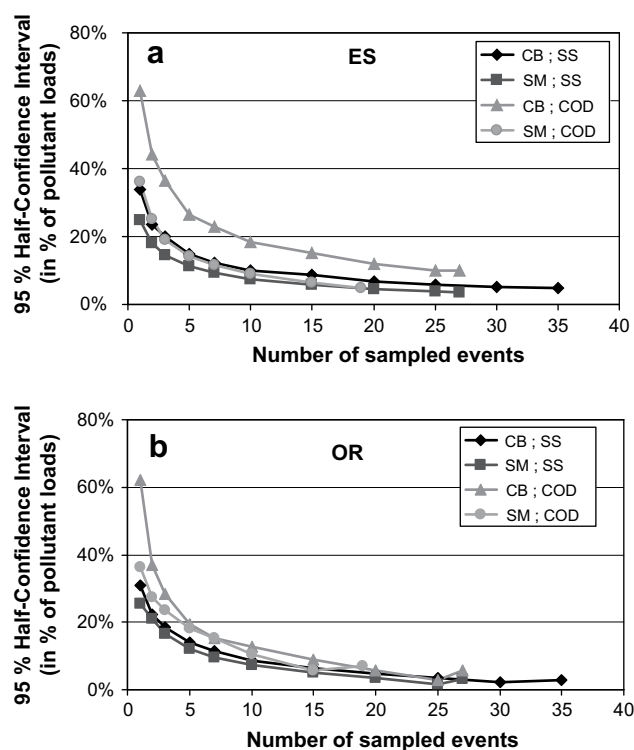 80%
60%
40%
20%
0%
95 % Half-Confidence Interval
(in % of pollutant loads)
a
ES
CB ; SS
SM ; SS
CB ; COD
SM ; COD
0 5 10 15 20 25 30 35 40
Number of sampled events
80%
60%
40%
20%
0%
95 % Half-Confidence Interval
(in % of pollutant loads)
b
OR
CB ; SS
SM ; SS
CB ; COD
SM ; COD
0 5 10 15 20 25 30 35 40
Number of sampled events